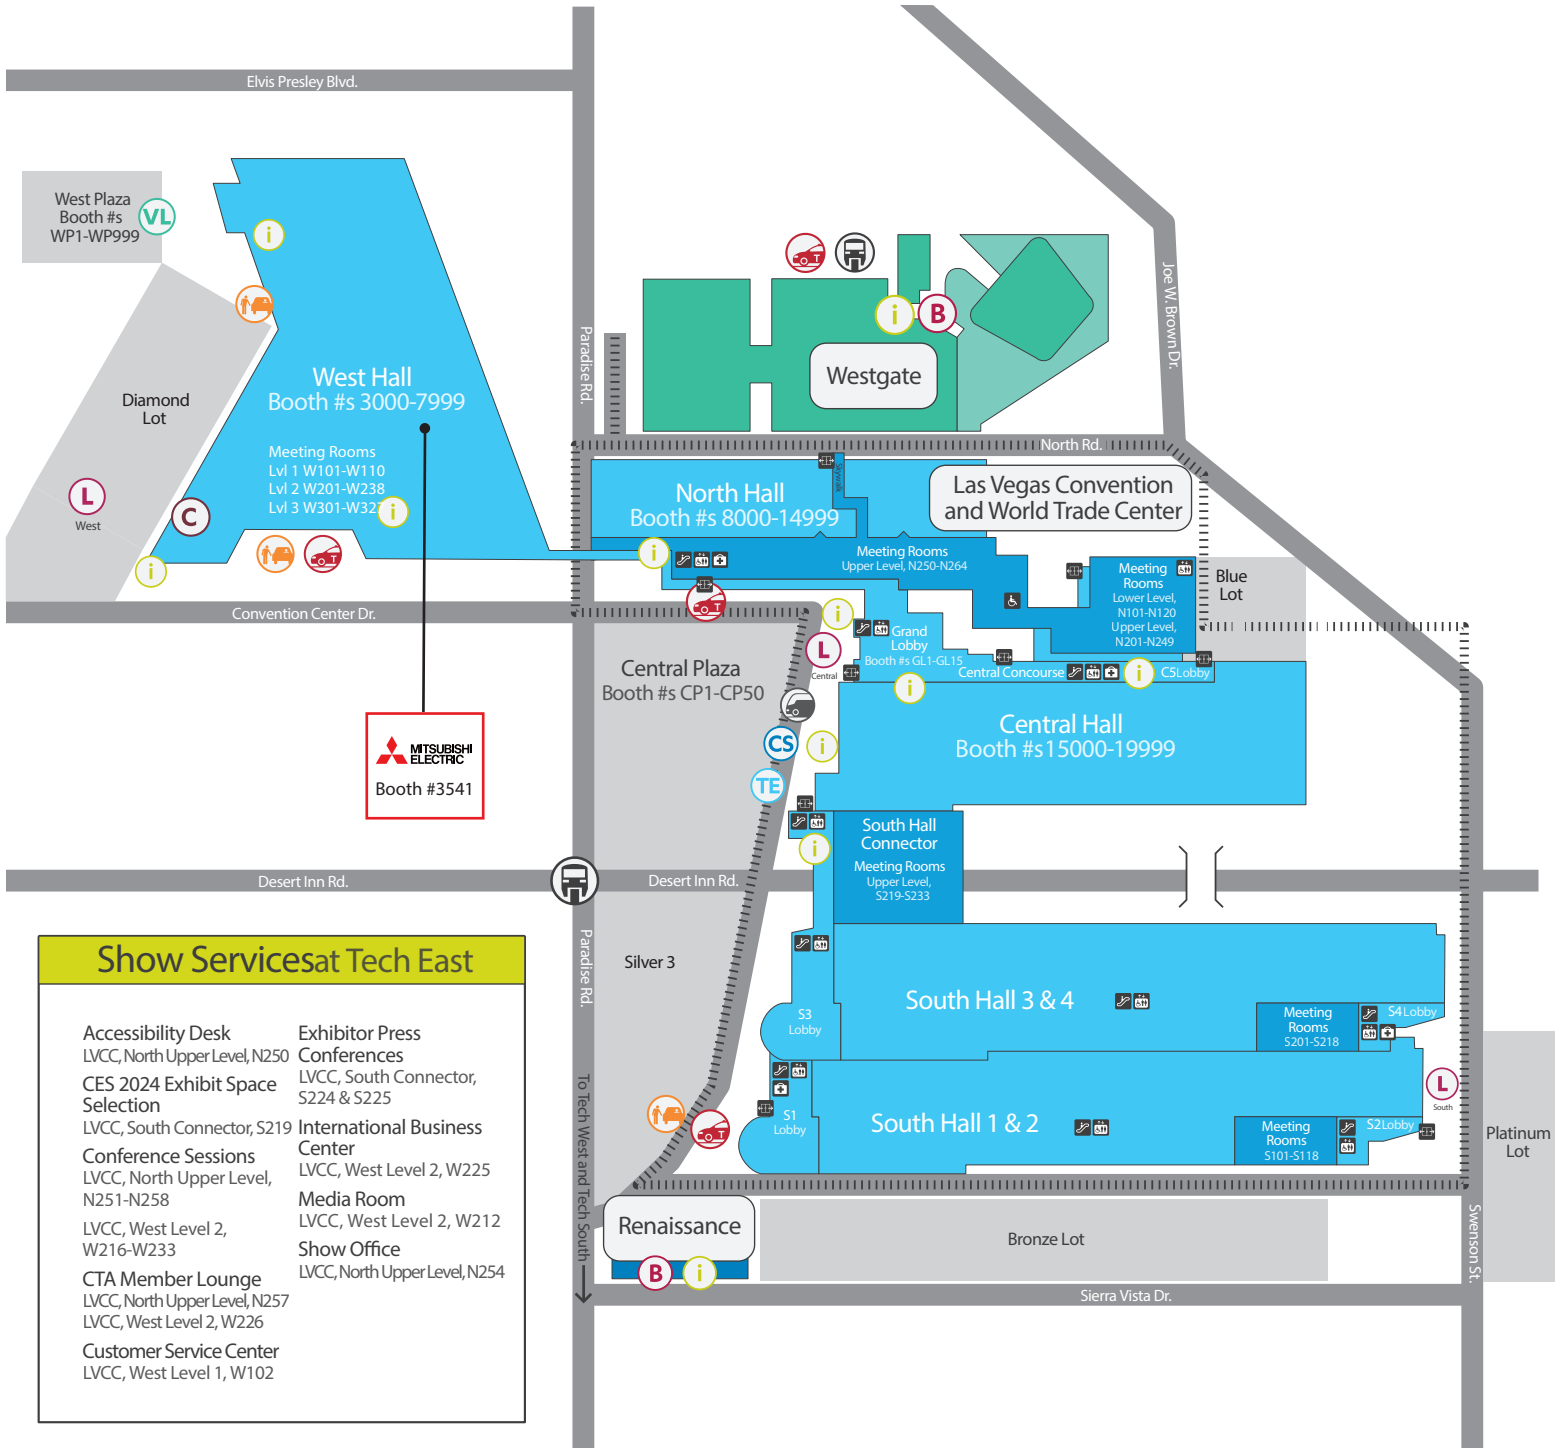 Elvis Presley Blvd.
West Plaza
Booth #s
WP1-WP999
VL
i
West Hall
Booth #s 3000-7999
Meeting Rooms
Lvl 1 W101-W110
Lvl 2 W201-W238
Lvl 3 W301-W32
i
Diamond
Lot
L
West
C
i
T
Convention Center Dr.
Paradise Rd.
T
i
B
Westgate
Joe W. Brown Dr.
North Rd.
North Hall
Booth #s 8000-14999
Skywalk
Las Vegas Convention
and World Trade Center
Meeting Rooms
Upper Level, N250-N264
i
T
Meeting
Rooms
Lower Level,
N101-N120
Upper Level,
N201-N249
Blue
Lot
i
L
Central
Grand
Lobby
Booth #s GL1-GL15
Central Concourse
i
C5Lobby
i
Central Plaza
Booth #s CP1-CP50
CS
i
TE
Central Hall
Booth #s15000-19999
MITSUBISHI
ELECTRIC
Booth #3541
South Hall
Connector
Meeting Rooms
Upper Level,
S219-S233
i
Desert Inn Rd.
Desert Inn Rd.
Paradise Rd.
Silver 3
S3
Lobby
South Hall 3 & 4
Meeting
Rooms
S201-S218
S4Lobby
S1
Lobby
South Hall 1 & 2
Meeting
Rooms
S101-S118
S2Lobby
L
South
Platinum
Lot
T
To Tech West and Tech South
Renaissance
B
i
Bronze Lot
Swenson St.
Sierra Vista Dr.
Show Servicesat Tech East
Accessibility Desk
LVCC, North Upper Level, N250
CES 2024 Exhibit Space
Selection
LVCC, South Connector, S219
Conference Sessions
LVCC, North Upper Level,
N251-N258
LVCC, West Level 2,
W216-W233
CTA Member Lounge
LVCC, North Upper Level, N257
LVCC, West Level 2, W226
Customer Service Center
LVCC, West Level 1, W102
Exhibitor Press
Conferences
LVCC, South Connector,
S224 & S225
International Business
Center
LVCC, West Level 2, W225
Media Room
LVCC, West Level 2, W212
Show Office
LVCC, North Upper Level, N254